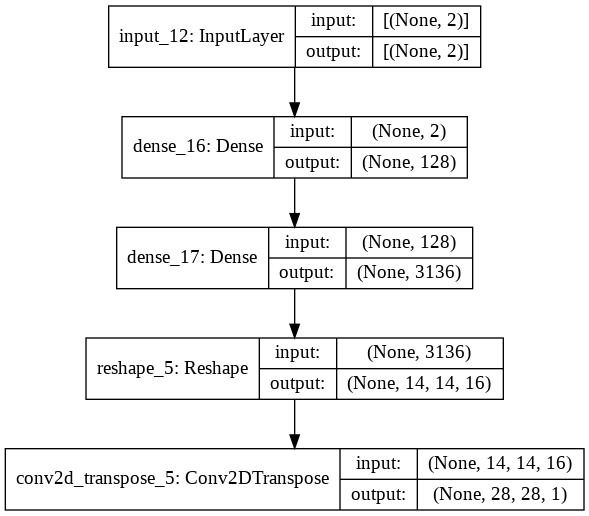 input_12: InputLayer
input:
[(None, 2)]
output:
[(None, 2)]
dense_16: Dense
input:
(None, 2)
output:
(None, 128)
dense_17: Dense
input:
(None, 128)
output:
(None, 3136)
reshape_5: Reshape
input:
(None, 3136)
output:
(None, 14, 14, 16)
conv2d_transpose_5: Conv2DTranspose
input:
(None, 14, 14, 16)
output:
(None, 28, 28, 1)